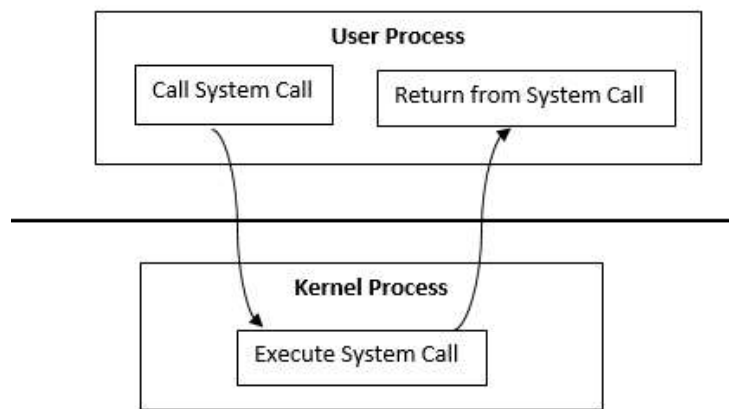 User Process
Call System Call
Return from System Call
Kernel Process
Execute System Call